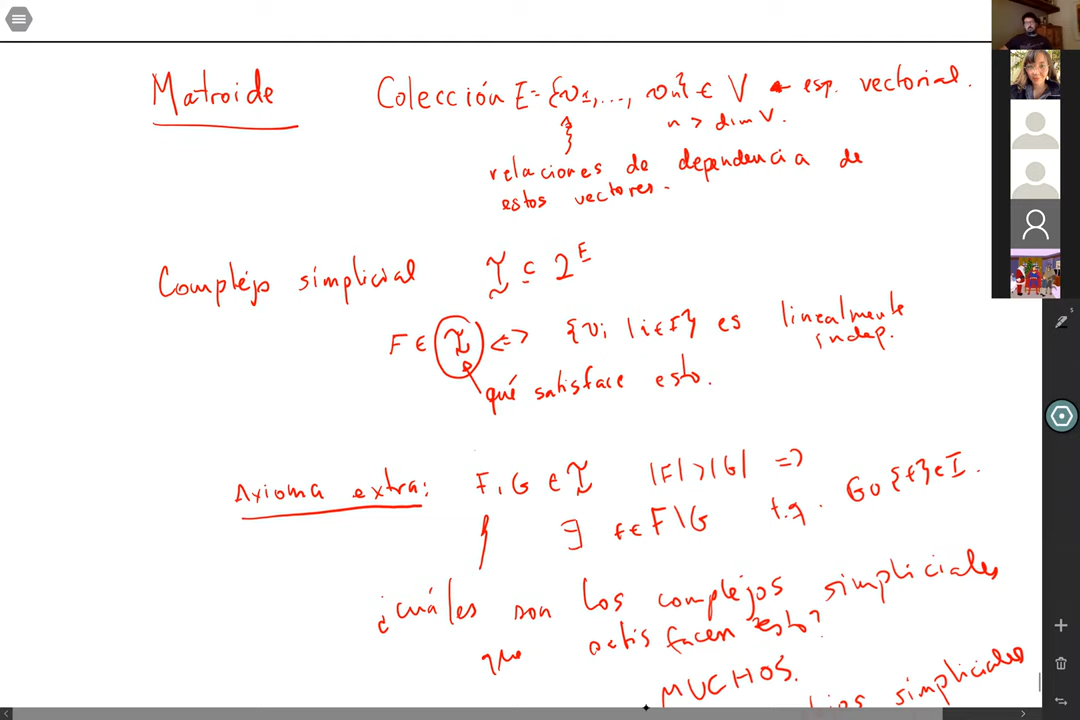 Matroide Colección E = {v1, ..., vn} ∈ V ← esp. vectorial.
n > dim V.
relaciones de dependencia de
estos vectores.
Complejo simplicial I ⊆ 2^E
F ∈ I ⟺ {vi | i ∈ F} es linealmente
indep.
qué satisface esto.
Axioma extra: F, G ∈ I |F| > |G| ⟹
∃ f ∈ F \ G t.q. G ∪ {f} ∈ I.
¿cuáles son los complejos simpliciales
que satisfacen esto?
MUCHOS.
simpliciales